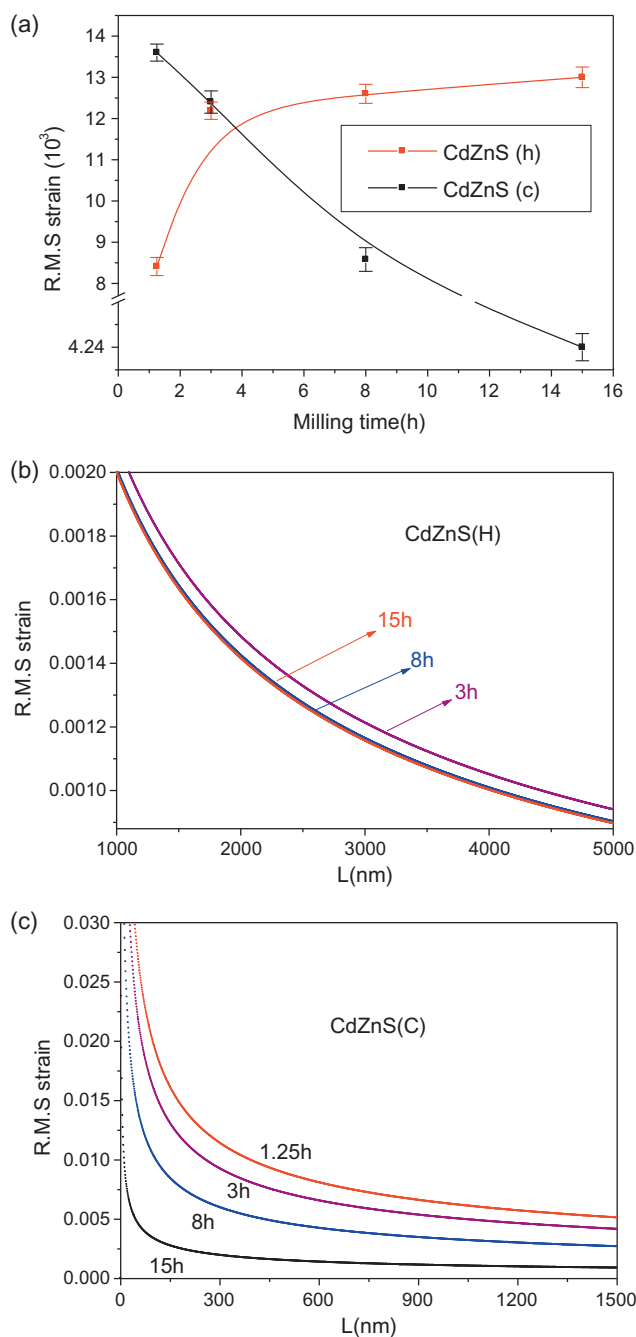 (a)
14
13
12
11
10
9
8
4.24
R.M.S strain (10³)
CdZnS (h)
CdZnS (c)
0 2 4 6 8 10 12 14 16
Milling time(h)
(b)
0.0020
0.0018
0.0016
0.0014
0.0012
0.0010
R.M.S strain
CdZnS(H)
15h
8h
3h
1000 2000 3000 4000 5000
L(nm)
(c)
0.030
0.025
0.020
0.015
0.010
0.005
0.000
R.M.S strain
CdZnS(C)
1.25h
3h
8h
15h
0 300 600 900 1200 1500
L(nm)